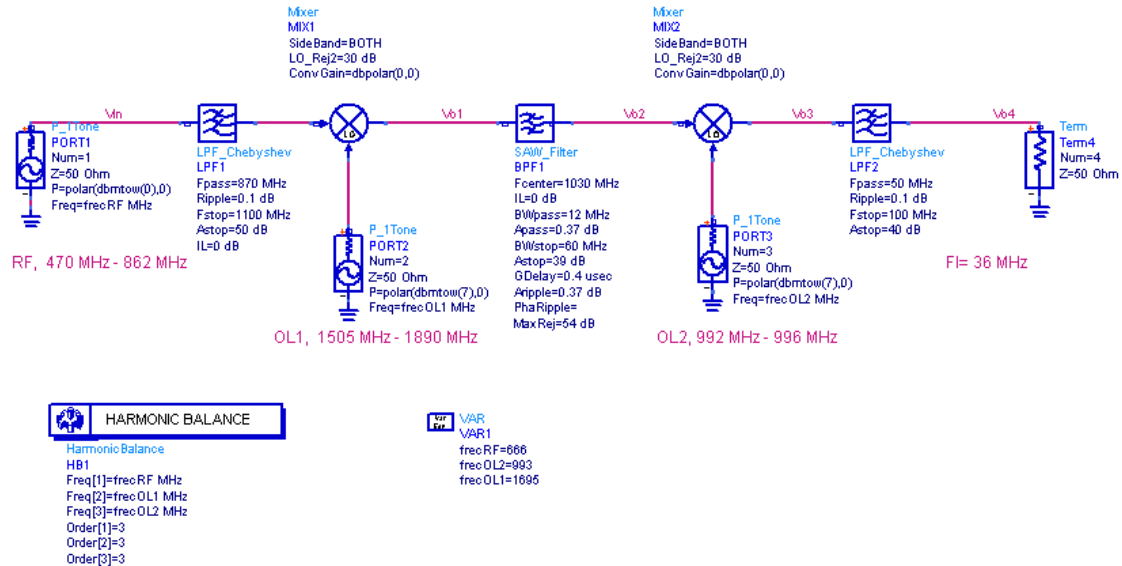 Mixer
MIX1
SideBand=BOTH
LO_Rej2=30 dB
ConvGain=dbpolar(0,0)
Mixer
MIX2
SideBand=BOTH
LO_Rej2=30 dB
ConvGain=dbpolar(0,0)
Vin
LO
Vo1
Vo2
LO
Vo3
Vo4
P_1Tone
PORT1
Num=1
Z=50 Ohm
P=polar(dbmtow(0),0)
Freq=frecRF MHz
LPF_Chebyshev
LPF1
Fpass=870 MHz
Ripple=0.1 dB
Fstop=1100 MHz
Astop=50 dB
IL=0 dB
P_1Tone
PORT2
Num=2
Z=50 Ohm
P=polar(dbmtow(7),0)
Freq=frecOL1 MHz
SAW_Filter
BPF1
Fcenter=1030 MHz
IL=0 dB
BWpass=12 MHz
Apass=0.37 dB
BWstop=60 MHz
Astop=39 dB
GDelay=0.4 usec
Aripple=0.37 dB
PhaRipple=
MaxRej=54 dB
P_1Tone
PORT3
Num=3
Z=50 Ohm
P=polar(dbmtow(7),0)
Freq=frecOL2 MHz
LPF_Chebyshev
LPF2
Fpass=50 MHz
Ripple=0.1 dB
Fstop=100 MHz
Astop=40 dB
Term
Term4
Num=4
Z=50 Ohm
RF, 470 MHz - 862 MHz
OL1, 1505 MHz - 1890 MHz
OL2, 992 MHz - 996 MHz
FI= 36 MHz
HARMONIC BALANCE
HarmonicBalance
HB1
Freq[1]=frecRF MHz
Freq[2]=frecOL1 MHz
Freq[3]=frecOL2 MHz
Order[1]=3
Order[2]=3
Order[3]=3
Var
Eqn
VAR
VAR1
frecRF=666
frecOL2=993
frecOL1=1695